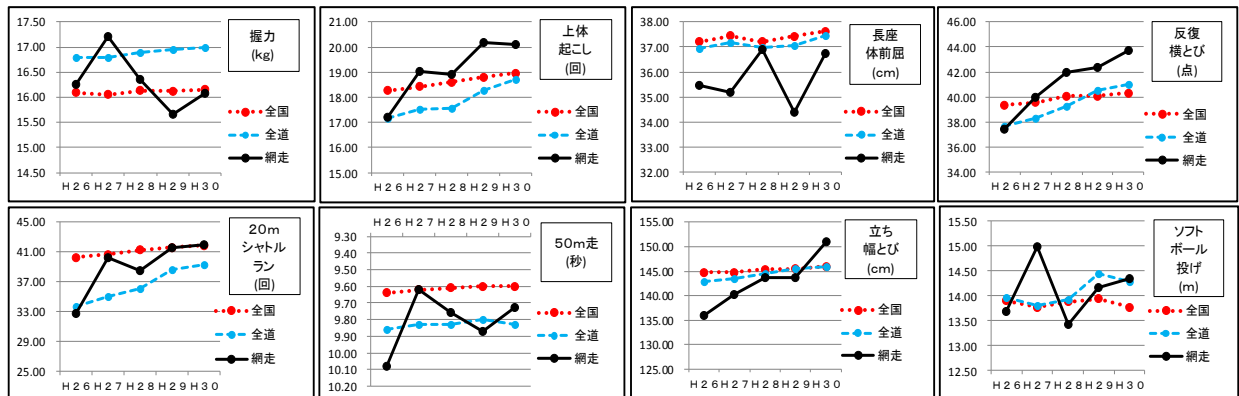 17.50
17.00
16.50
16.00
15.50
15.00
14.50
握力
(kg)
全国
全道
網走
Ｈ２６ Ｈ２７ Ｈ２８ Ｈ２９ Ｈ３０
21.00
20.00
19.00
18.00
17.00
16.00
15.00
上体
起こし
(回)
全国
全道
網走
Ｈ２６ Ｈ２７ Ｈ２８ Ｈ２９ Ｈ３０
38.00
37.00
36.00
35.00
34.00
33.00
32.00
長座
体前屈
(cm)
全国
全道
網走
Ｈ２６ Ｈ２７ Ｈ２８ Ｈ２９ Ｈ３０
46.00
44.00
42.00
40.00
38.00
36.00
34.00
反復
横とび
(点)
全国
全道
網走
Ｈ２６ Ｈ２７ Ｈ２８ Ｈ２９ Ｈ３０
45.00
41.00
37.00
33.00
29.00
25.00
20ｍ
シャトル
ラン
(回)
全国
全道
網走
Ｈ２６ Ｈ２７ Ｈ２８ Ｈ２９ Ｈ３０
Ｈ２６ Ｈ２７ Ｈ２８ Ｈ２９ Ｈ３０
9.30
9.40
9.50
9.60
9.70
9.80
9.90
10.00
10.10
10.20
50ｍ走
(秒)
全国
全道
網走
155.00
150.00
145.00
140.00
135.00
130.00
125.00
立ち
幅とび
(cm)
全国
全道
網走
Ｈ２６ Ｈ２７ Ｈ２８ Ｈ２９ Ｈ３０
15.50
15.00
14.50
14.00
13.50
13.00
12.50
ソフト
ボール
投げ
(m)
全国
全道
網走
Ｈ２６ Ｈ２７ Ｈ２８ Ｈ２９ Ｈ３０